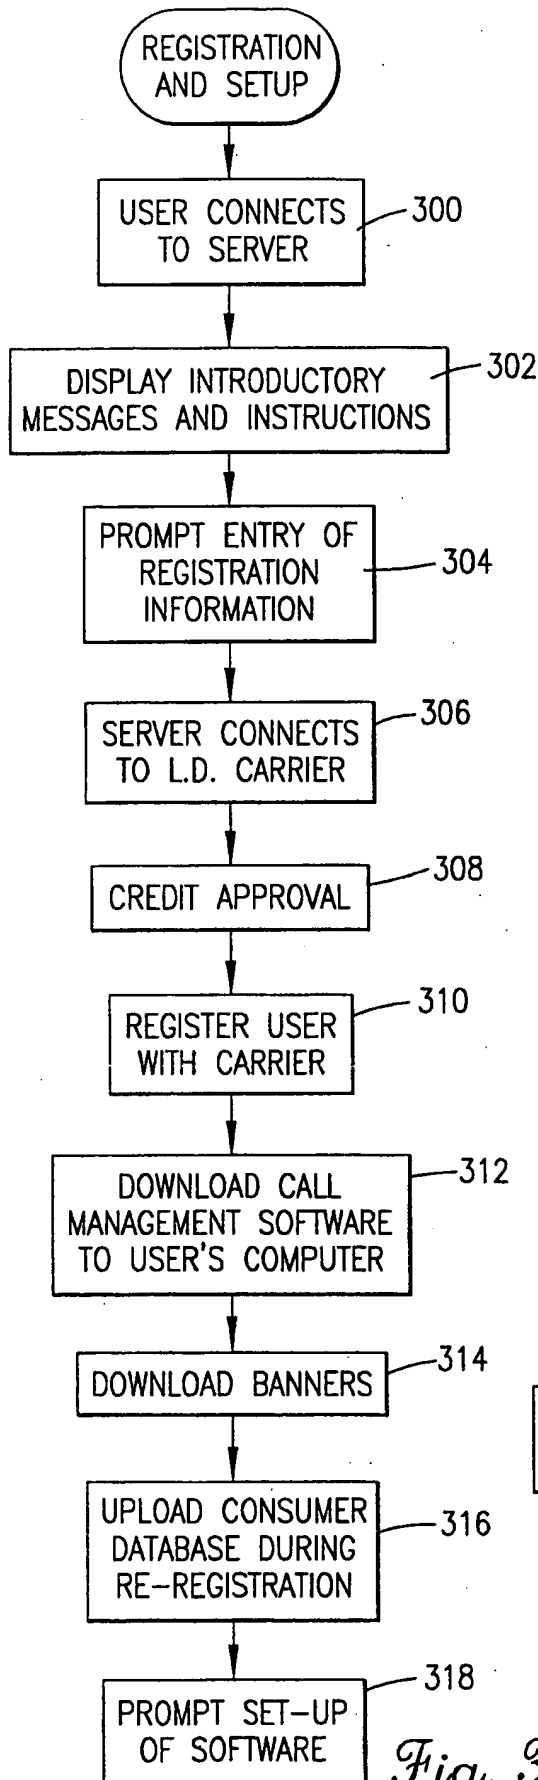 REGISTRATION
AND SETUP
USER CONNECTS
TO SERVER
300
DISPLAY INTRODUCTORY
MESSAGES AND INSTRUCTIONS
302
PROMPT ENTRY OF
REGISTRATION
INFORMATION
304
SERVER CONNECTS
TO L.D. CARRIER
306
CREDIT APPROVAL
308
REGISTER USER
WITH CARRIER
310
DOWNLOAD CALL
MANAGEMENT SOFTWARE
TO USER'S COMPUTER
312
DOWNLOAD BANNERS
314
UPLOAD CONSUMER
DATABASE DURING
RE-REGISTRATION
316
PROMPT SET-UP
OF SOFTWARE
318
Fig. 3